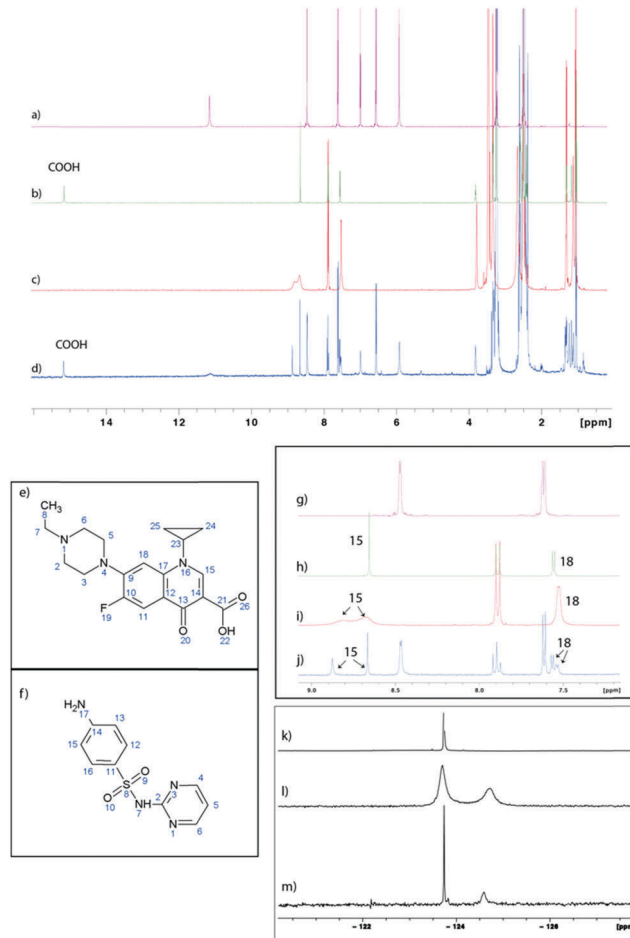 a)
COOH
b)
c)
COOH
d)
14 12 10 8 6 4 2 [ppm]
e)
CH3
8
7
N
1
6
5
2
3
N
4
25
24
23
18
17
N
16
15
9
10
12
14
11
13
F
19
O
20
21
O
26
OH
22
f)
H2N
17
13
14
15
12
16
11
O
9
S
8
O
10
NH
7
2
N
3
4
5
N
1
6
g)
h)
15
18
i)
15
18
j)
15
18
9.0 8.5 8.0 7.5 [ppm]
k)
l)
m)
-122 -124 -126